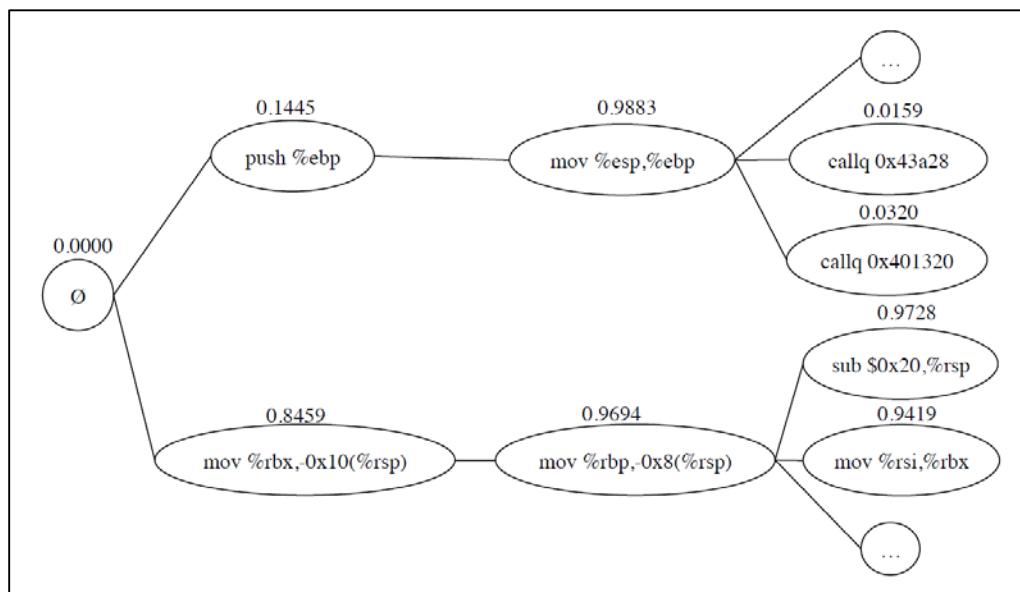 ...
0.1445
0.9883
0.0159
push %ebp
mov %esp,%ebp
callq 0x43a28
0.0320
0.0000
callq 0x401320
Ø
0.9728
sub $0x20,%rsp
0.8459
0.9694
0.9419
mov %rbx,-0x10(%rsp)
mov %rbp,-0x8(%rsp)
mov %rsi,%rbx
...